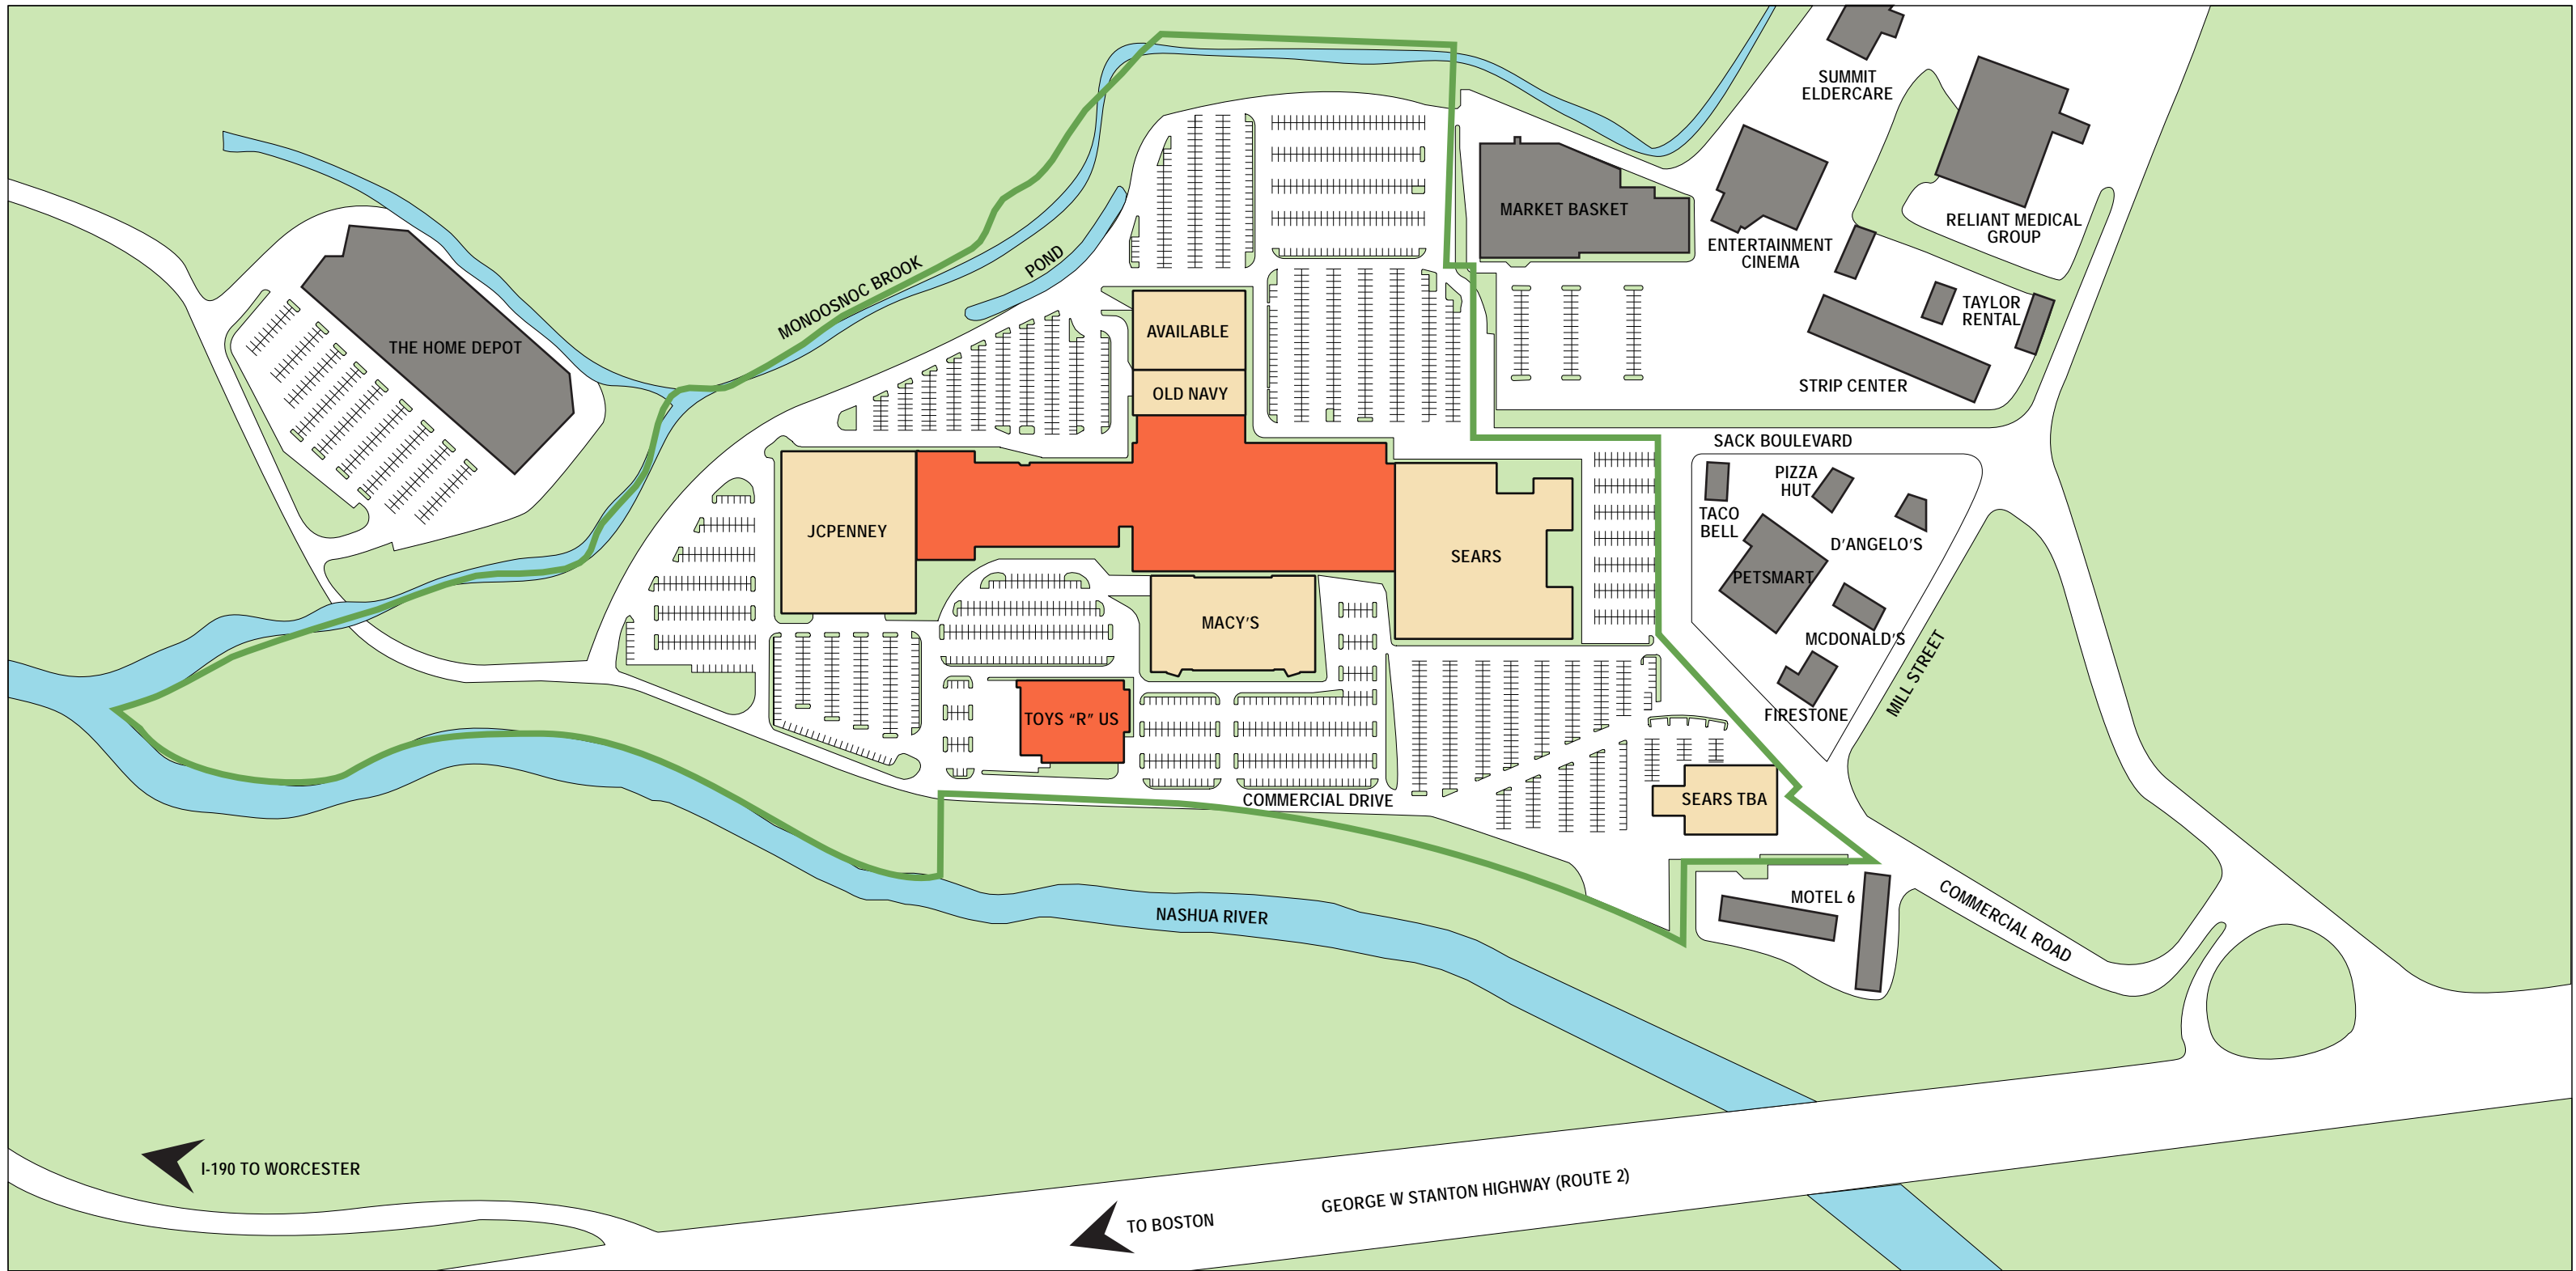 SUMMIT
ELDERCARE
MARKET BASKET
RELIANT MEDICAL
GROUP
ENTERTAINMENT
CINEMA
MONOOSNOC BROOK
POND
TAYLOR
RENTAL
AVAILABLE
THE HOME DEPOT
STRIP CENTER
OLD NAVY
SACK BOULEVARD
PIZZA
HUT
TACO
BELL
JCPENNEY
SEARS
D'ANGELO'S
PETSMART
MACY'S
MCDONALD'S
MILL STREET
TOYS “R” US
FIRESTONE
COMMERCIAL DRIVE
SEARS TBA
MOTEL 6
NASHUA RIVER
COMMERCIAL ROAD
I-190 TO WORCESTER
GEORGE W STANTON HIGHWAY (ROUTE 2)
TO BOSTON